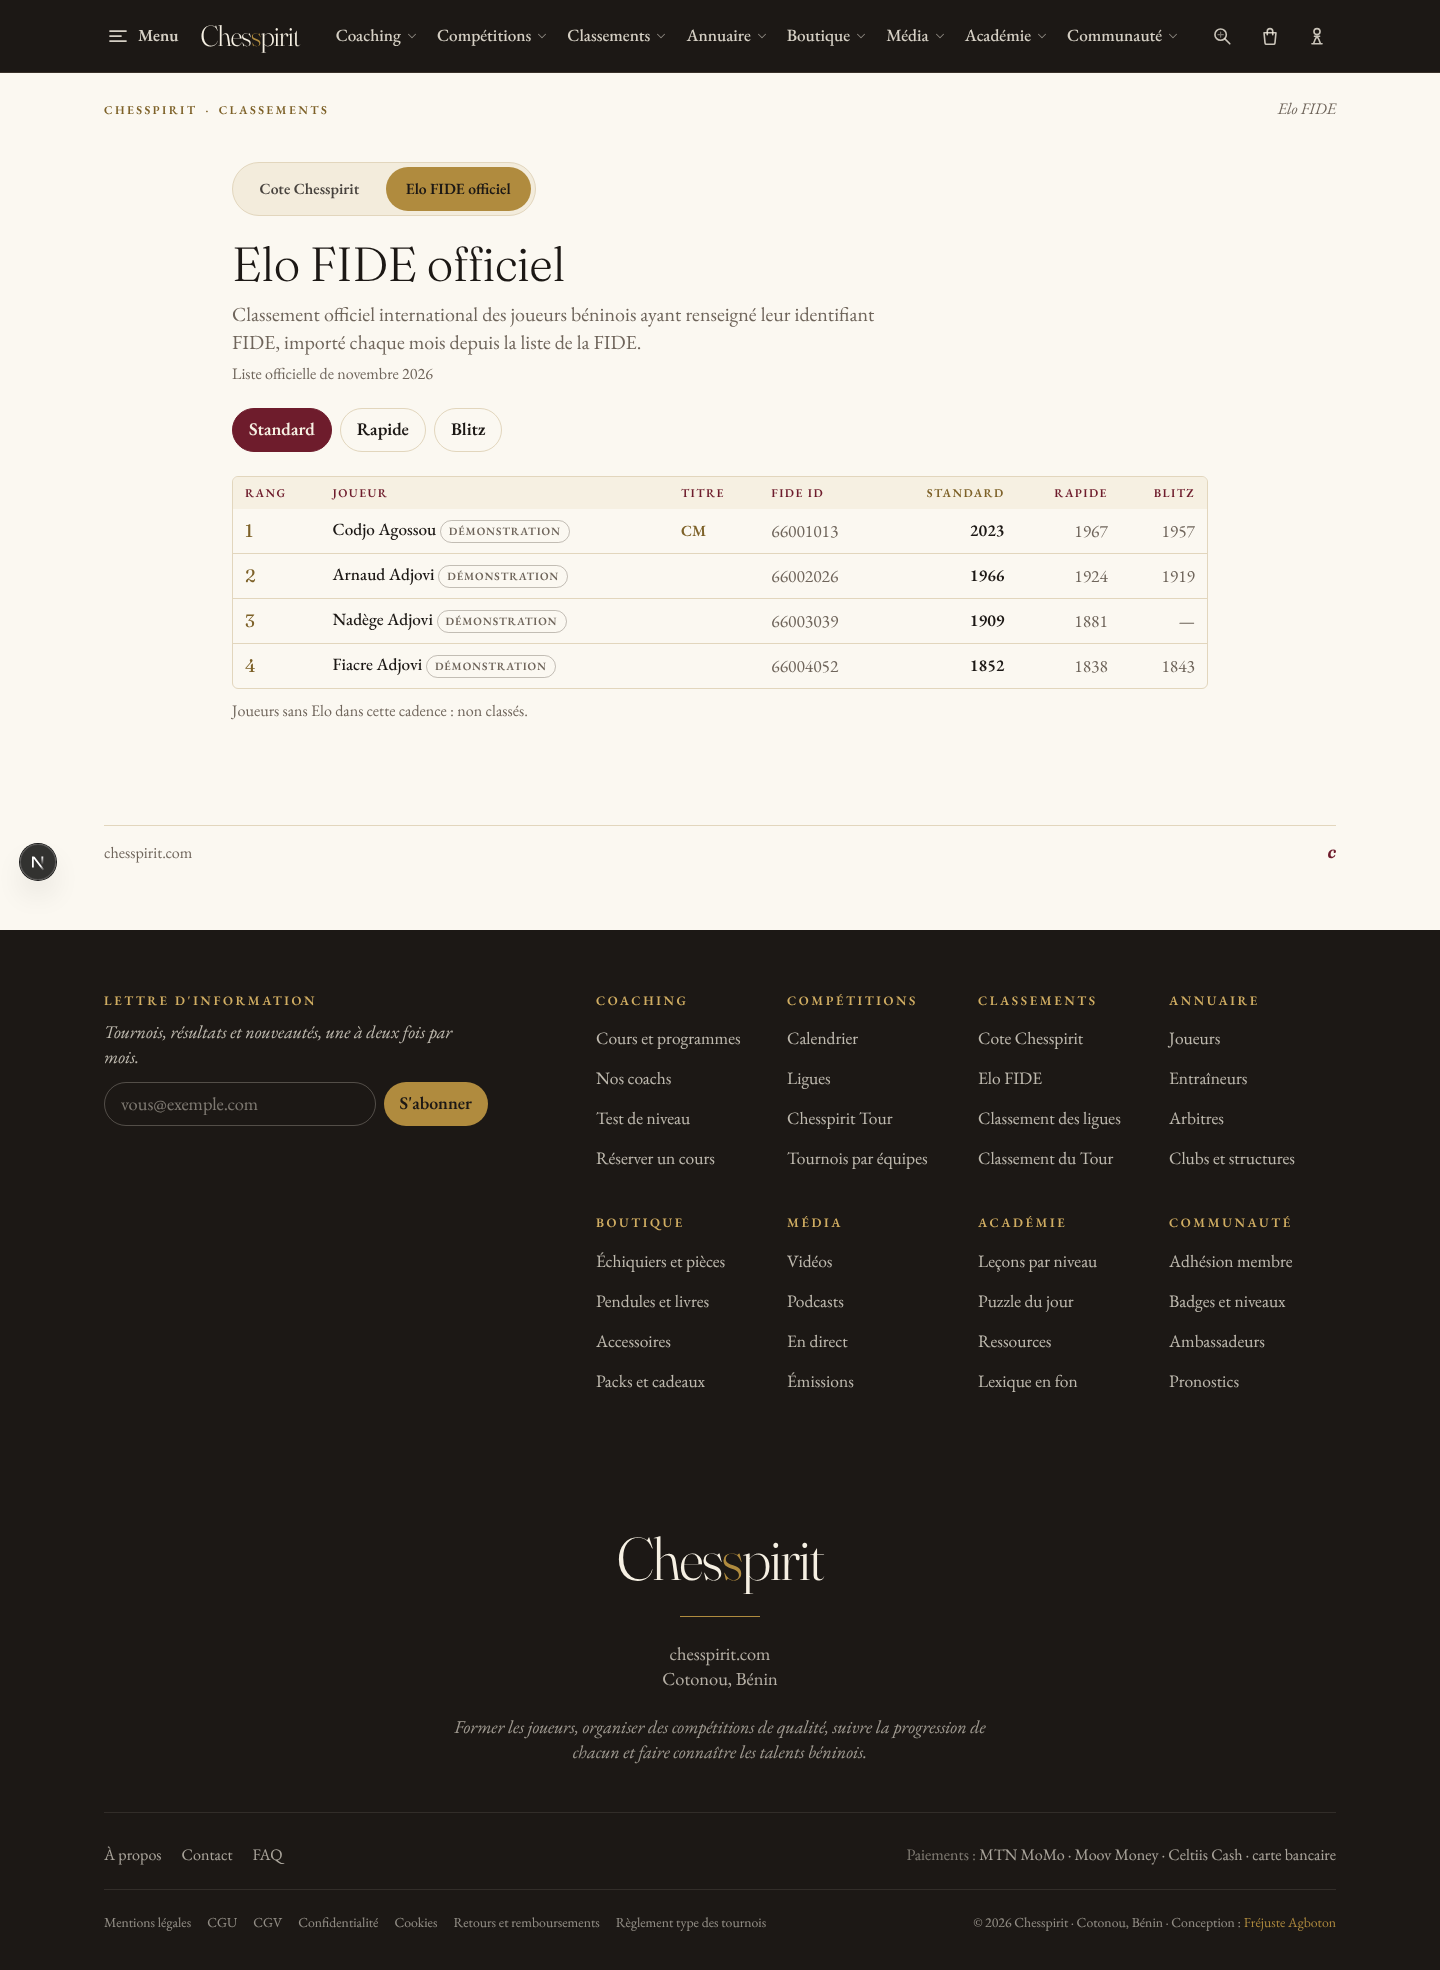 Menu Chesspirit Coaching Compétitions Classements Annuaire Boutique Média Académie Communauté
CHESSPIRIT · CLASSEMENTS Elo FIDE
Cote Chesspirit Elo FIDE officiel
Elo FIDE officiel
Classement officiel international des joueurs béninois ayant renseigné leur identifiant
FIDE, importé chaque mois depuis la liste de la FIDE.
Liste officielle de novembre 2026
Standard Rapide Blitz
RANG JOUEUR TITRE FIDE ID STANDARD RAPIDE BLITZ
1 Codjo Agossou DÉMONSTRATION CM 66001013 2023 1967 1957
2 Arnaud Adjovi DÉMONSTRATION 66002026 1966 1924 1919
3 Nadège Adjovi DÉMONSTRATION 66003039 1909 1881 —
4 Fiacre Adjovi DÉMONSTRATION 66004052 1852 1838 1843
Joueurs sans Elo dans cette cadence : non classés.
N
chesspirit.com c
LETTRE D'INFORMATION
Tournois, résultats et nouveautés, une à deux fois par
mois.
vous@exemple.com S'abonner
COACHING
Cours et programmes
Nos coachs
Test de niveau
Réserver un cours
COMPÉTITIONS
Calendrier
Ligues
Chesspirit Tour
Tournois par équipes
CLASSEMENTS
Cote Chesspirit
Elo FIDE
Classement des ligues
Classement du Tour
ANNUAIRE
Joueurs
Entraîneurs
Arbitres
Clubs et structures
BOUTIQUE
Échiquiers et pièces
Pendules et livres
Accessoires
Packs et cadeaux
MÉDIA
Vidéos
Podcasts
En direct
Émissions
ACADÉMIE
Leçons par niveau
Puzzle du jour
Ressources
Lexique en fon
COMMUNAUTÉ
Adhésion membre
Badges et niveaux
Ambassadeurs
Pronostics
Chesspirit
chesspirit.com
Cotonou, Bénin
Former les joueurs, organiser des compétitions de qualité, suivre la progression de
chacun et faire connaître les talents béninois.
À propos Contact FAQ Paiements : MTN MoMo · Moov Money · Celtiis Cash · carte bancaire
Mentions légales CGU CGV Confidentialité Cookies Retours et remboursements Règlement type des tournois © 2026 Chesspirit · Cotonou, Bénin · Conception : Fréjuste Agboton